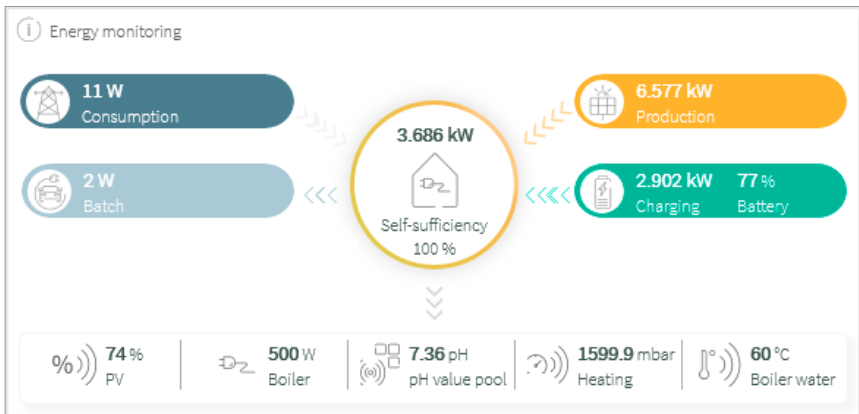 i Energy monitoring
11 W
Consumption
6.577 kW
Production
3.686 kW
2 W
Batch
2.902 kW 77 %
Charging Battery
Self-sufficiency
100 %
% 74 %
PV
500 W
Boiler
7.36 pH
pH value pool
1599.9 mbar
Heating
60 °C
Boiler water